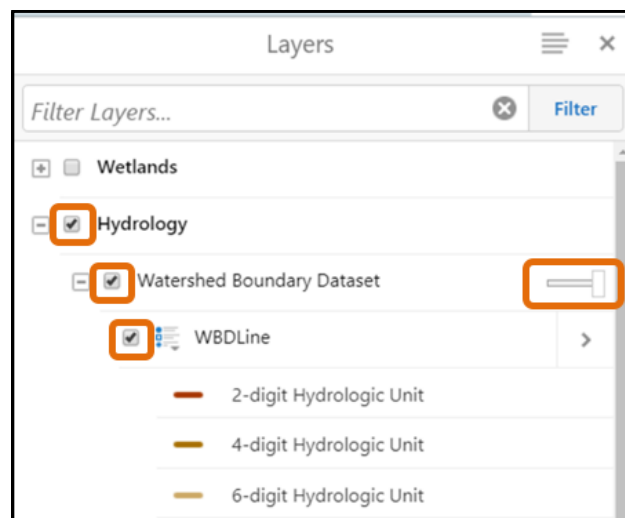 Layers
Filter Layers...
Filter
Wetlands
Hydrology
Watershed Boundary Dataset
WBDLine
2-digit Hydrologic Unit
4-digit Hydrologic Unit
6-digit Hydrologic Unit